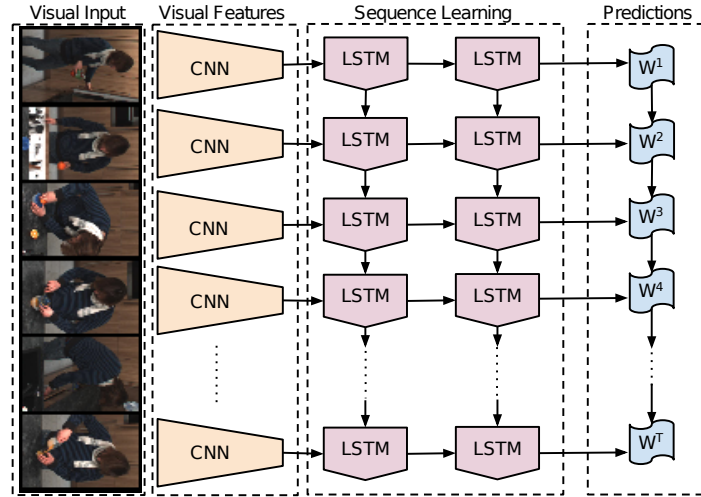 Visual Input Visual Features Sequence Learning Predictions
CNN LSTM LSTM W¹
CNN LSTM LSTM W²
CNN LSTM LSTM W³
CNN LSTM LSTM W⁴
CNN LSTM LSTM Wᵀ